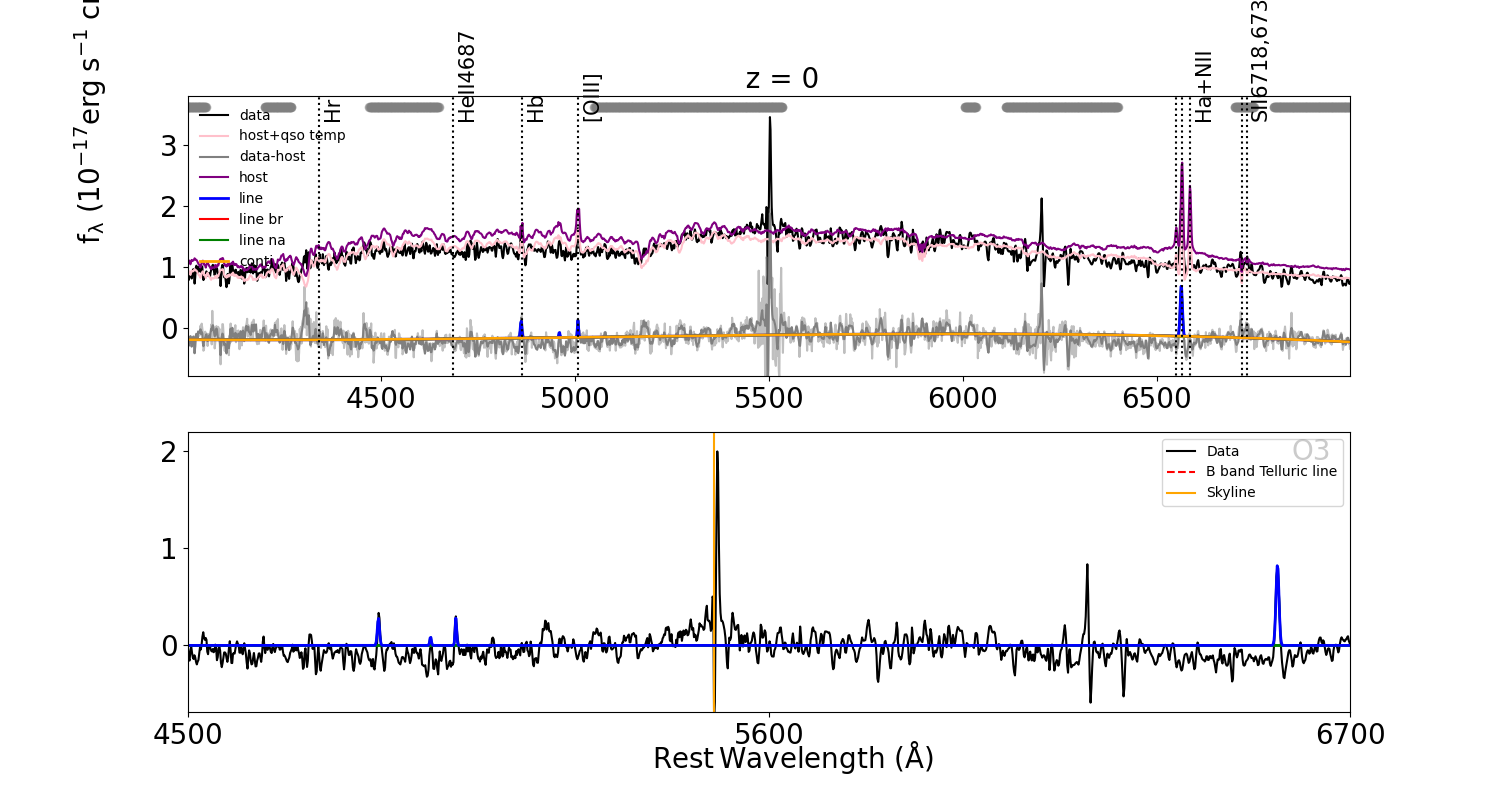 z = 0
fλ (10−17erg s−1 c
Hr
HeII4687
Hb
[OIII]
Ha+NII
SII6718,673
data
host+qso temp
data-host
host
line
line br
line na
conti
3
2
1
0
4500 5000 5500 6000 6500
O3
Data
B band Telluric line
Skyline
2
1
0
4500 5600 6700
Rest Wavelength (Å)